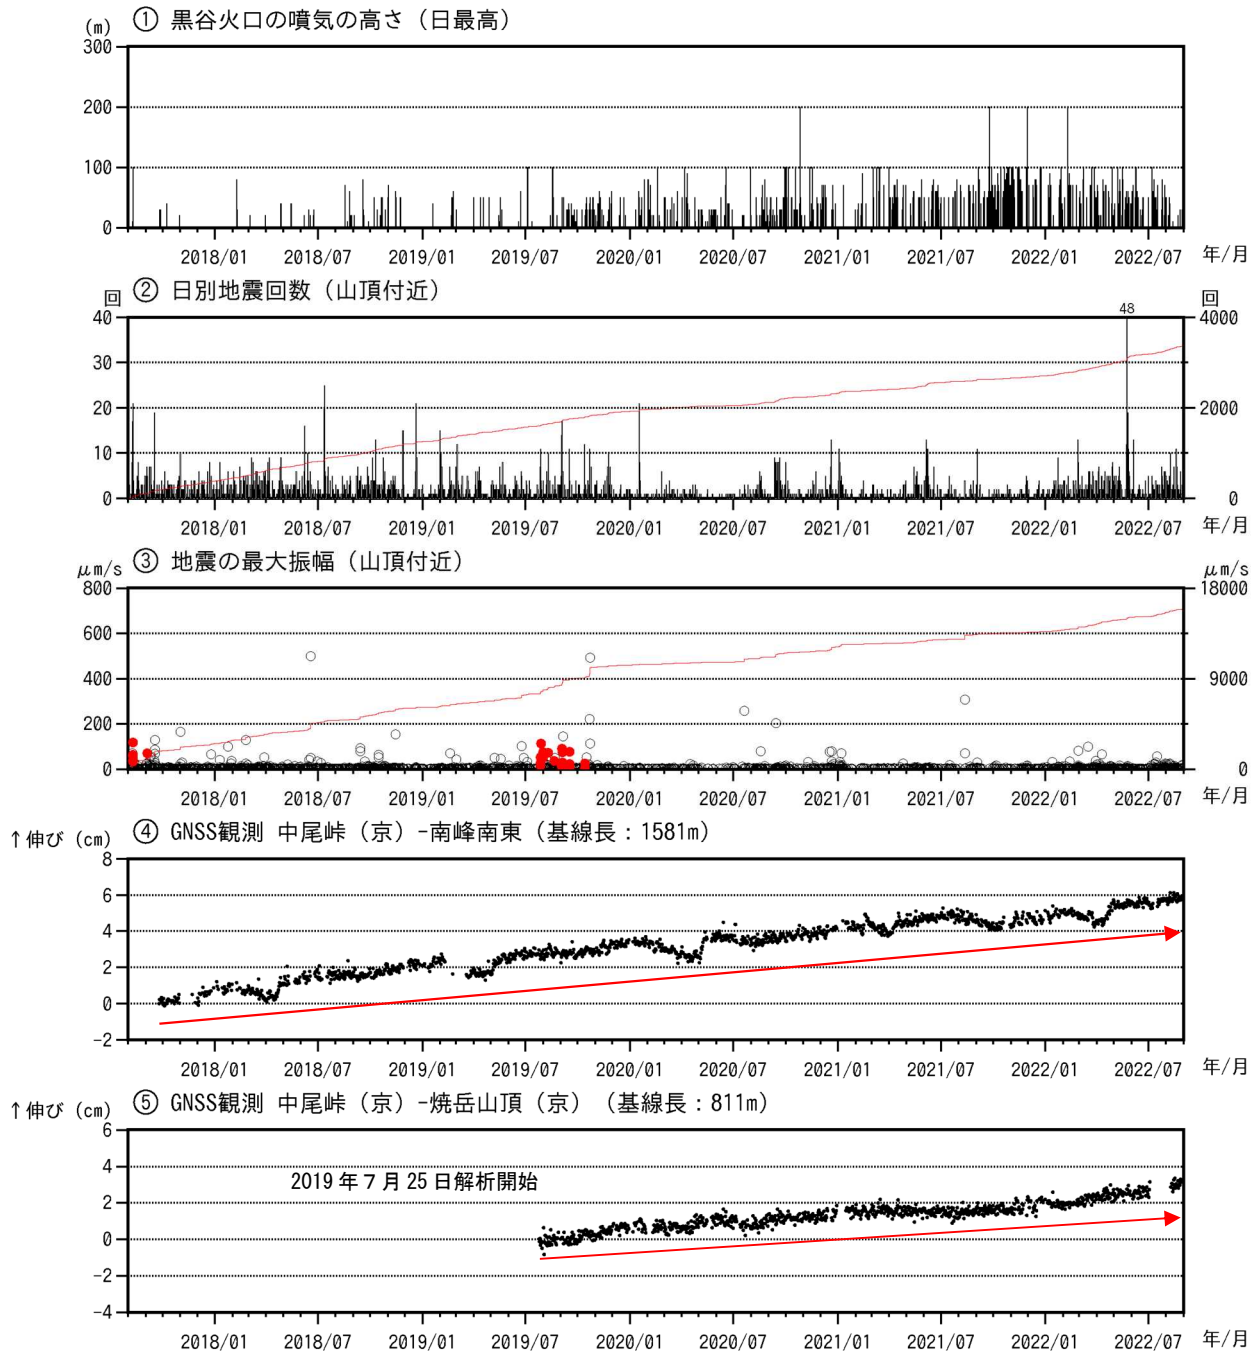 ① 黒谷火口の噴気の高さ（日最高）
(m)
300
200
100
0
2018/01 2018/07 2019/01 2019/07 2020/01 2020/07 2021/01 2021/07 2022/01 2022/07 年/月
② 日別地震回数（山頂付近）
回 回
48
40 4000
30
20 2000
10
0 0
2018/01 2018/07 2019/01 2019/07 2020/01 2020/07 2021/01 2021/07 2022/01 2022/07 年/月
③ 地震の最大振幅（山頂付近）
μm/s μm/s
800 18000
600
400 9000
200
0 0
2018/01 2018/07 2019/01 2019/07 2020/01 2020/07 2021/01 2021/07 2022/01 2022/07 年/月
↑伸び (cm) ④ GNSS観測 中尾峠（京）-南峰南東（基線長：1581m）
8
6
4
2
0
-2
2018/01 2018/07 2019/01 2019/07 2020/01 2020/07 2021/01 2021/07 2022/01 2022/07 年/月
↑伸び (cm) ⑤ GNSS観測 中尾峠（京）-焼岳山頂（京）（基線長：811m）
6
4
2019年7月25日解析開始
2
0
-2
-4
2018/01 2018/07 2019/01 2019/07 2020/01 2020/07 2021/01 2021/07 2022/01 2022/07 年/月